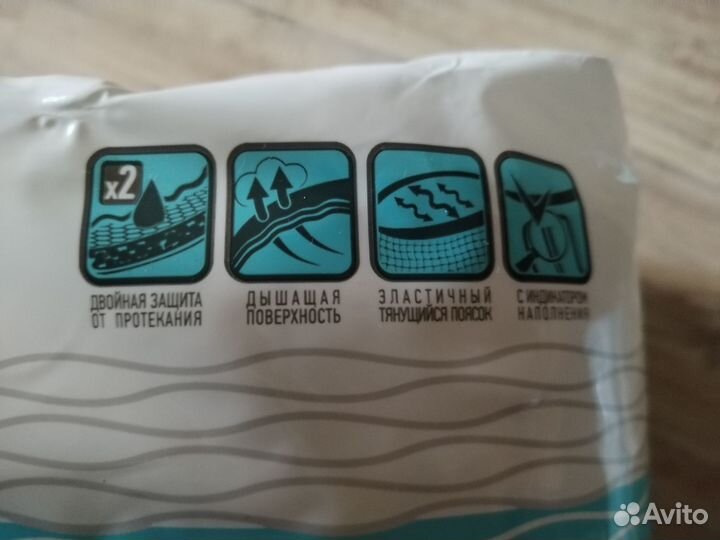 x2
ДВОЙНАЯ ЗАЩИТА
ОТ ПРОТЕКАНИЯ
ДЫШАЩАЯ
ПОВЕРХНОСТЬ
ЭЛАСТИЧНЫЙ
ТЯНУЩИЙСЯ ПОЯСОК
С ИНДИКАТОРОМ
НАПОЛНЕНИЯ
Avito